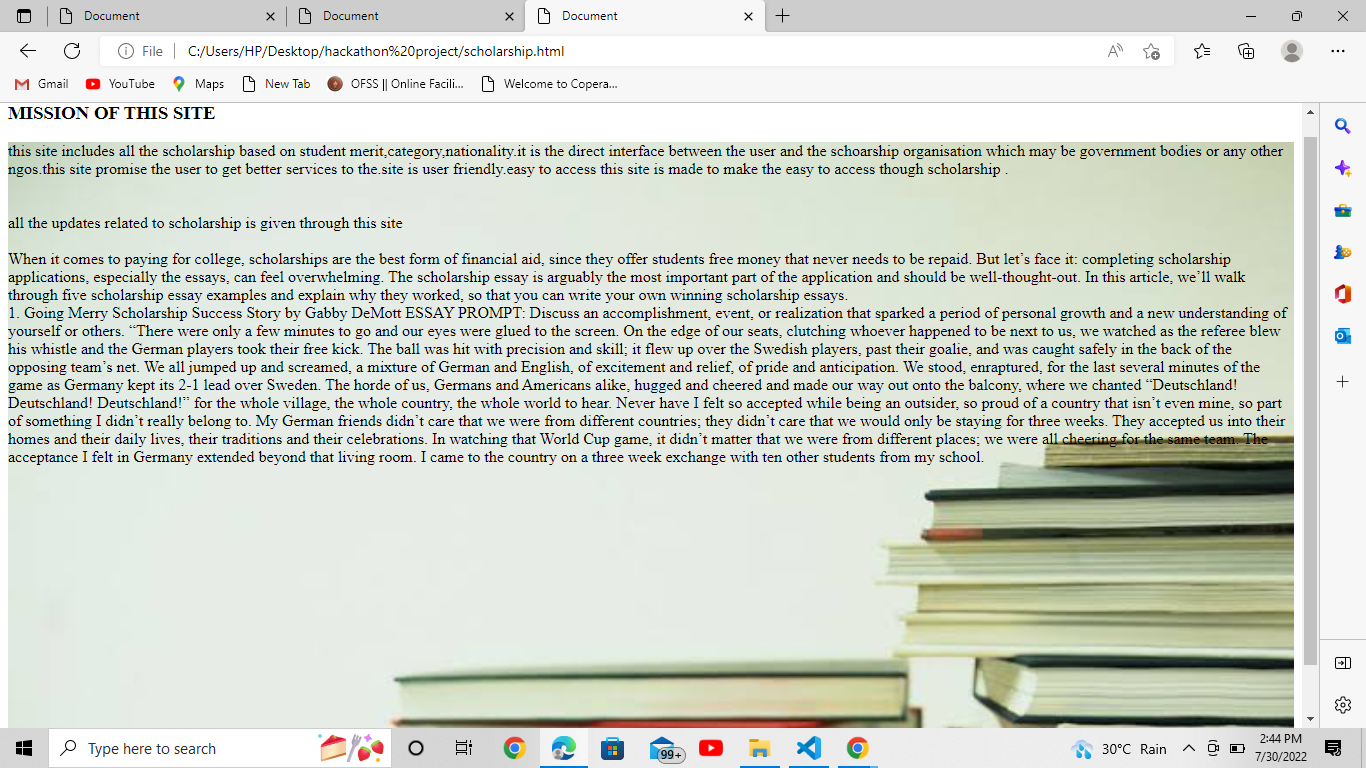 Document
Document
Document
File
C:/Users/HP/Desktop/hackathon%20project/scholarship.html
Gmail
YouTube
Maps
New Tab
OFSS || Online Facili...
Welcome to Copera...
MISSION OF THIS SITE
this site includes all the scholarship based on student merit,category,nationality.it is the direct interface between the user and the schoarship organisation which may be government bodies or any other
ngos.this site promise the user to get better services to the.site is user friendly.easy to access this site is made to make the easy to access though scholarship .
all the updates related to scholarship is given through this site
When it comes to paying for college, scholarships are the best form of financial aid, since they offer students free money that never needs to be repaid. But let’s face it: completing scholarship
applications, especially the essays, can feel overwhelming. The scholarship essay is arguably the most important part of the application and should be well-thought-out. In this article, we’ll walk
through five scholarship essay examples and explain why they worked, so that you can write your own winning scholarship essays.
1. Going Merry Scholarship Success Story by Gabby DeMott ESSAY PROMPT: Discuss an accomplishment, event, or realization that sparked a period of personal growth and a new understanding of
yourself or others. “There were only a few minutes to go and our eyes were glued to the screen. On the edge of our seats, clutching whoever happened to be next to us, we watched as the referee blew
his whistle and the German players took their free kick. The ball was hit with precision and skill; it flew up over the Swedish players, past their goalie, and was caught safely in the back of the
opposing team’s net. We all jumped up and screamed, a mixture of German and English, of excitement and relief, of pride and anticipation. We stood, enraptured, for the last several minutes of the
game as Germany kept its 2-1 lead over Sweden. The horde of us, Germans and Americans alike, hugged and cheered and made our way out onto the balcony, where we chanted “Deutschland!
Deutschland! Deutschland!” for the whole village, the whole country, the whole world to hear. Never have I felt so accepted while being an outsider, so proud of a country that isn’t even mine, so part
of something I didn’t really belong to. My German friends didn’t care that we were from different countries; they didn’t care that we would only be staying for three weeks. They accepted us into their
homes and their daily lives, their traditions and their celebrations. In watching that World Cup game, it didn’t matter that we were from different places; we were all cheering for the same team. The
acceptance I felt in Germany extended beyond that living room. I came to the country on a three week exchange with ten other students from my school.
Type here to search
99+
30°C Rain
2:44 PM
7/30/2022